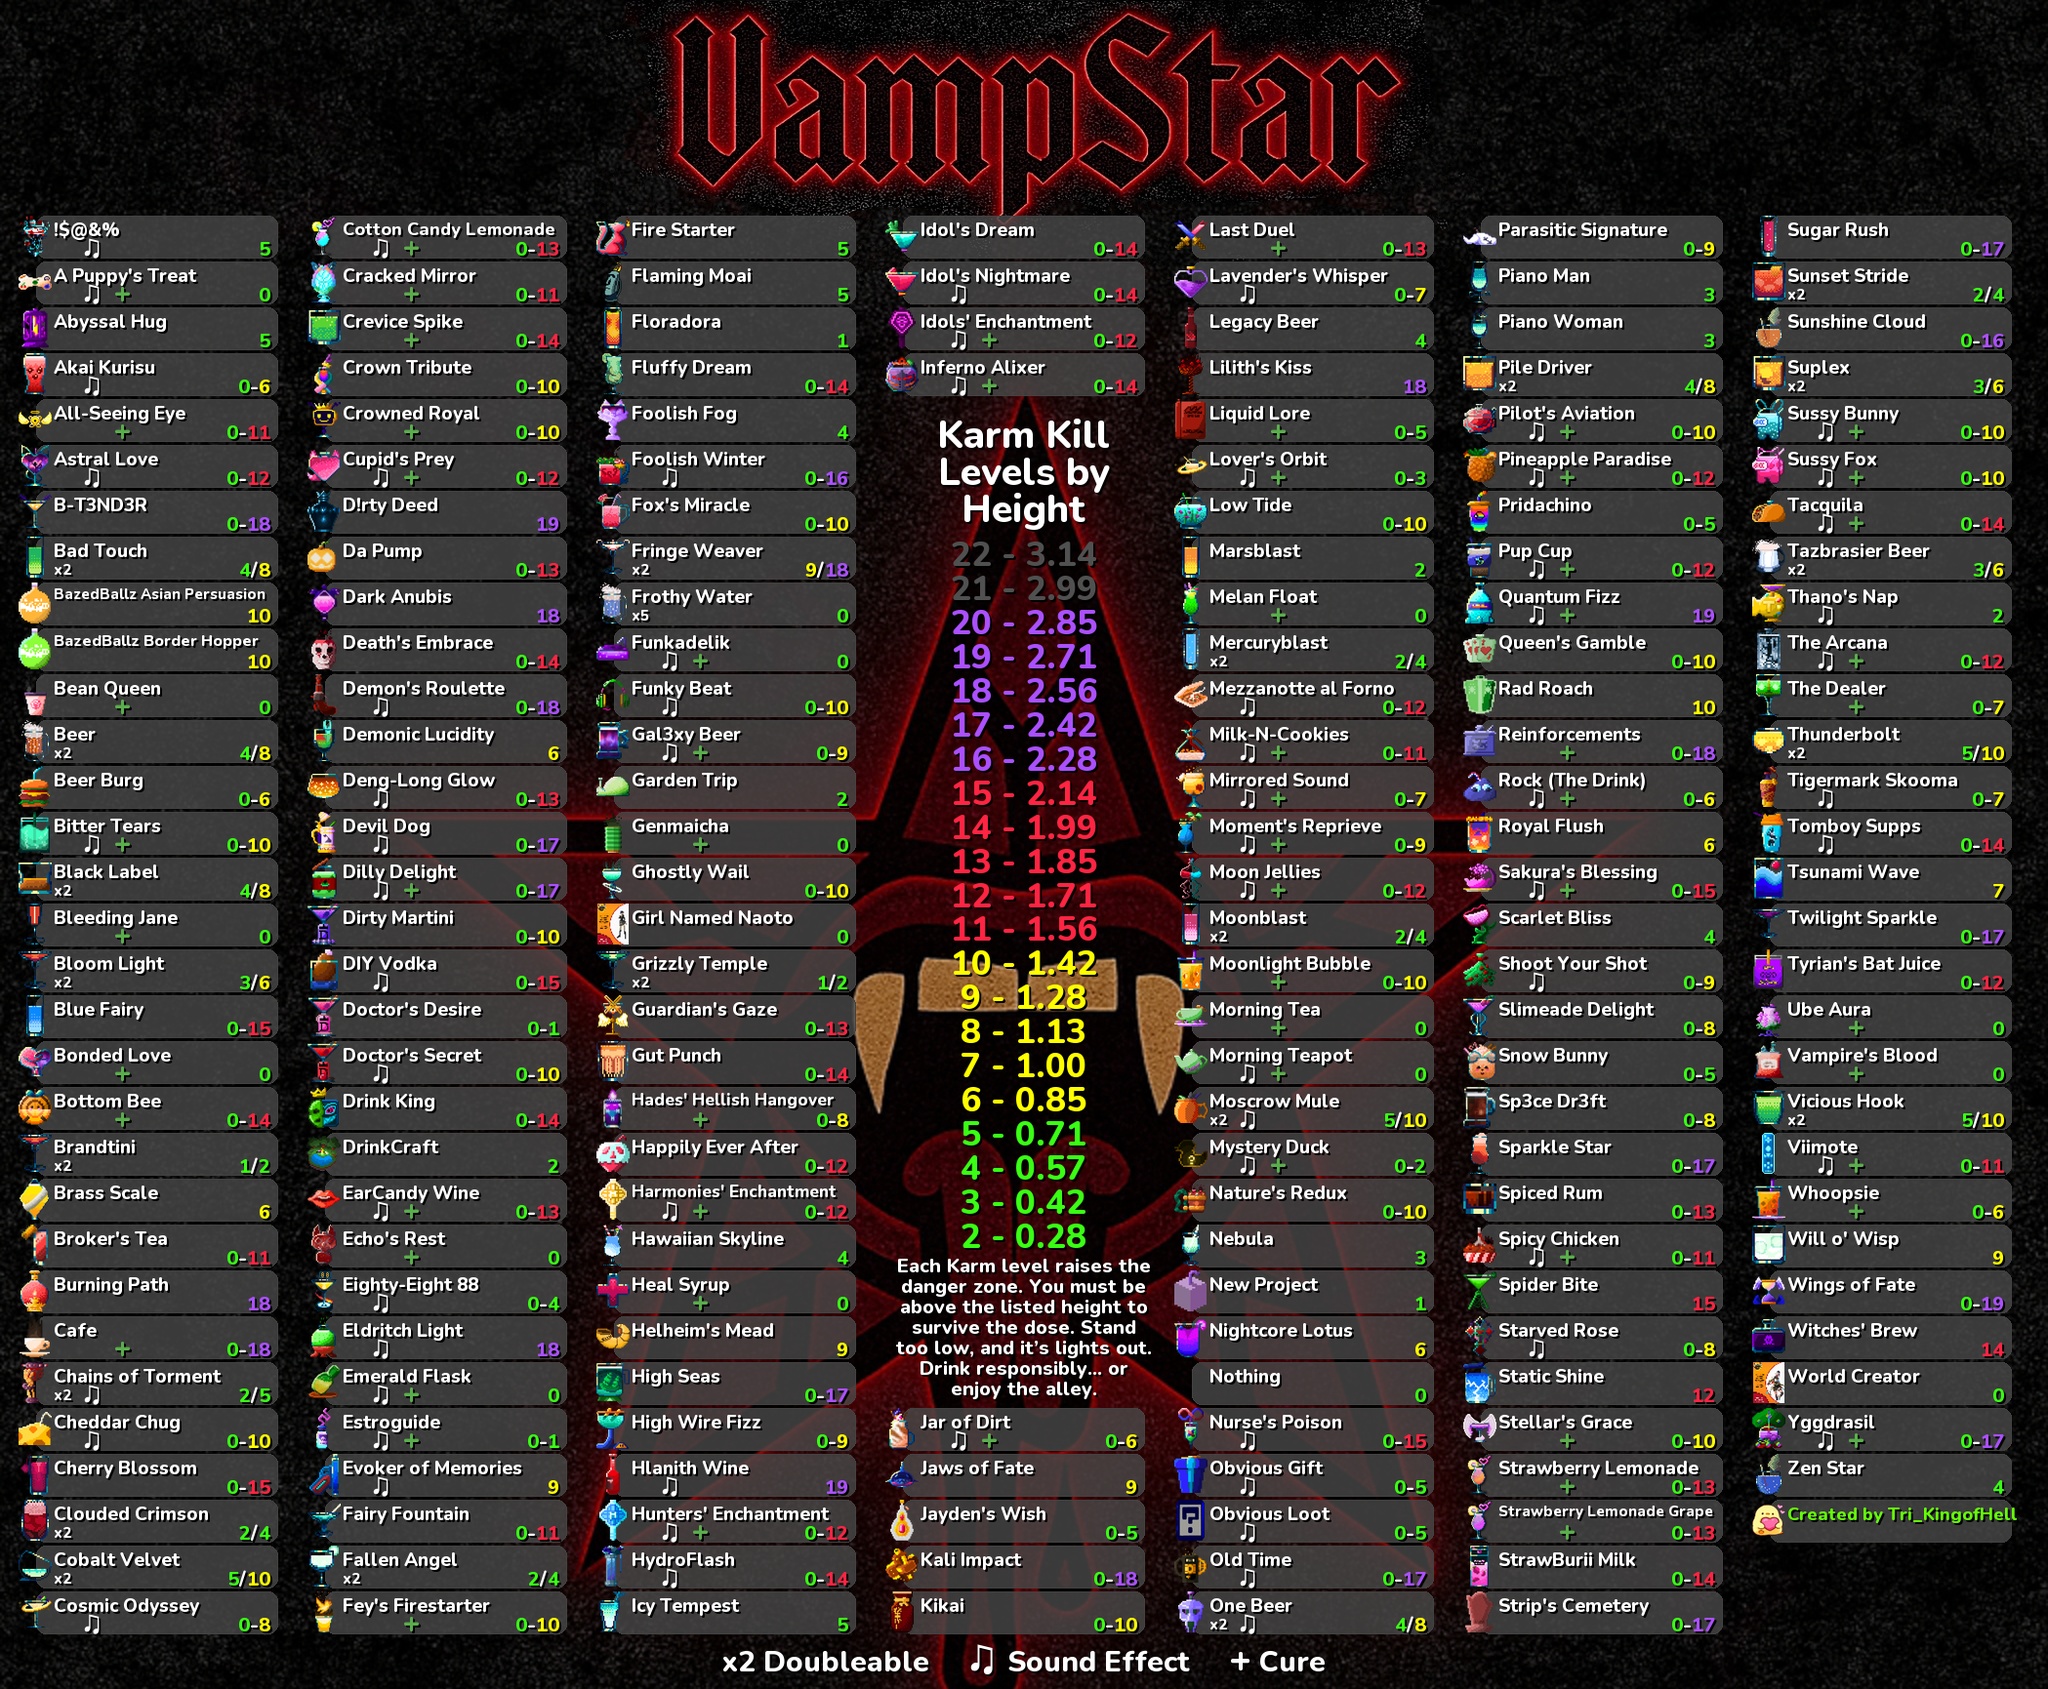 VampStar
!$@&%
♫ 5
A Puppy's Treat
♫ + 0
Abyssal Hug
5
Akai Kurisu
♫ 0-6
All-Seeing Eye
+ 0-11
Astral Love
♫ 0-12
B-T3ND3R
0-18
Bad Touch
x2 4/8
BazedBallz Asian Persuasion
10
BazedBallz Border Hopper
10
Bean Queen
+ 0
Beer
x2 4/8
Beer Burg
0-6
Bitter Tears
♫ + 0-10
Black Label
x2 4/8
Bleeding Jane
+ 0
Bloom Light
x2 3/6
Blue Fairy
0-15
Bonded Love
+ 0
Bottom Bee
+ 0-14
Brandtini
x2 1/2
Brass Scale
6
Broker's Tea
0-11
Burning Path
18
Cafe
+ 0-18
Chains of Torment
x2 ♫ 2/5
Cheddar Chug
♫ 0-10
Cherry Blossom
0-15
Clouded Crimson
x2 2/4
Cobalt Velvet
x2 5/10
Cosmic Odyssey
♫ 0-8
Cotton Candy Lemonade
♫ + 0-13
Cracked Mirror
+ 0-11
Crevice Spike
+ 0-14
Crown Tribute
0-10
Crowned Royal
+ 0-10
Cupid's Prey
♫ + 0-12
D!rty Deed
19
Da Pump
0-13
Dark Anubis
18
Death's Embrace
0-14
Demon's Roulette
♫ 0-18
Demonic Lucidity
6
Deng-Long Glow
♫ 0-13
Devil Dog
♫ 0-17
Dilly Delight
♫ + 0-17
Dirty Martini
0-10
DIY Vodka
♫ 0-15
Doctor's Desire
0-1
Doctor's Secret
♫ 0-10
Drink King
0-14
DrinkCraft
2
EarCandy Wine
♫ + 0-13
Echo's Rest
+ 0
Eighty-Eight 88
♫ 0-4
Eldritch Light
♫ 18
Emerald Flask
♫ + 0
Estroguide
♫ + 0-1
Evoker of Memories
♫ 9
Fairy Fountain
0-11
Fallen Angel
x2 2/4
Fey's Firestarter
+ 0-10
Fire Starter
5
Flaming Moai
5
Floradora
1
Fluffy Dream
0-14
Foolish Fog
4
Foolish Winter
♫ 0-16
Fox's Miracle
0-10
Fringe Weaver
x2 9/18
Frothy Water
x5 0
Funkadelik
♫ + 0
Funky Beat
♫ 0-10
Gal3xy Beer
♫ + 0-9
Garden Trip
2
Genmaicha
+ 0
Ghostly Wail
0-10
Girl Named Naoto
0
Grizzly Temple
x2 1/2
Guardian's Gaze
0-13
Gut Punch
0-14
Hades' Hellish Hangover
+ 0-8
Happily Ever After
0-12
Harmonies' Enchantment
♫ + 0-12
Hawaiian Skyline
4
Heal Syrup
+ 0
Helheim's Mead
9
High Seas
0-17
High Wire Fizz
0-9
Hlanith Wine
19
Hunters' Enchantment
♫ + 0-12
HydroFlash
♫ 0-14
Icy Tempest
5
Idol's Dream
0-14
Idol's Nightmare
♫ 0-14
Idols' Enchantment
♫ + 0-12
Inferno Alixer
♫ + 0-14
Karm Kill
Levels by
Height
22 - 3.14
21 - 2.99
20 - 2.85
19 - 2.71
18 - 2.56
17 - 2.42
16 - 2.28
15 - 2.14
14 - 1.99
13 - 1.85
12 - 1.71
11 - 1.56
10 - 1.42
9 - 1.28
8 - 1.13
7 - 1.00
6 - 0.85
5 - 0.71
4 - 0.57
3 - 0.42
2 - 0.28
Each Karm level raises the
danger zone. You must be
above the listed height to
survive the dose. Stand
too low, and it's lights out.
Drink responsibly... or
enjoy the alley.
Jar of Dirt
♫ + 0-6
Jaws of Fate
9
Jayden's Wish
0-5
Kali Impact
0-18
Kikai
0-10
Last Duel
+ 0-13
Lavender's Whisper
♫ 0-7
Legacy Beer
4
Lilith's Kiss
18
Liquid Lore
+ 0-5
Lover's Orbit
♫ + 0-3
Low Tide
0-10
Marsblast
2
Melan Float
+ 0
Mercuryblast
x2 2/4
Mezzanotte al Forno
♫ 0-12
Milk-N-Cookies
♫ + 0-11
Mirrored Sound
♫ + 0-7
Moment's Reprieve
♫ + 0-9
Moon Jellies
♫ + 0-12
Moonblast
x2 2/4
Moonlight Bubble
+ 0-10
Morning Tea
+ 0
Morning Teapot
♫ + 0
Moscrow Mule
x2 ♫ 5/10
Mystery Duck
♫ + 0-2
Nature's Redux
0-10
Nebula
3
New Project
1
Nightcore Lotus
6
Nothing
0
Nurse's Poison
♫ 0-15
Obvious Gift
♫ 0-5
Obvious Loot
♫ 0-5
Old Time
♫ 0-17
One Beer
x2 ♫ 4/8
Parasitic Signature
0-9
Piano Man
3
Piano Woman
3
Pile Driver
x2 4/8
Pilot's Aviation
♫ + 0-10
Pineapple Paradise
♫ + 0-12
Pridachino
0-5
Pup Cup
♫ + 0-12
Quantum Fizz
♫ + 19
Queen's Gamble
0-10
Rad Roach
10
Reinforcements
+ 0-18
Rock (The Drink)
♫ + 0-6
Royal Flush
6
Sakura's Blessing
♫ + 0-15
Scarlet Bliss
4
Shoot Your Shot
♫ 0-9
Slimeade Delight
0-8
Snow Bunny
0-5
Sp3ce Dr3ft
0-8
Sparkle Star
0-17
Spiced Rum
0-13
Spicy Chicken
♫ + 0-11
Spider Bite
15
Starved Rose
♫ 0-8
Static Shine
12
Stellar's Grace
+ 0-10
Strawberry Lemonade
+ 0-13
Strawberry Lemonade Grape
+ 0-13
StrawBurii Milk
0-14
Strip's Cemetery
0-17
Sugar Rush
0-17
Sunset Stride
x2 2/4
Sunshine Cloud
0-16
Suplex
x2 3/6
Sussy Bunny
♫ + 0-10
Sussy Fox
♫ + 0-10
Tacquila
♫ + 0-14
Tazbrasier Beer
x2 3/6
Thano's Nap
♫ 2
The Arcana
♫ + 0-12
The Dealer
+ 0-7
Thunderbolt
x2 5/10
Tigermark Skooma
♫ 0-7
Tomboy Supps
♫ 0-14
Tsunami Wave
7
Twilight Sparkle
0-17
Tyrian's Bat Juice
0-12
Ube Aura
+ 0
Vampire's Blood
+ 0
Vicious Hook
x2 5/10
Viimote
♫ + 0-11
Whoopsie
+ 0-6
Will o' Wisp
9
Wings of Fate
0-19
Witches' Brew
14
World Creator
0
Yggdrasil
♫ + 0-17
Zen Star
4
Created by Tri_KingofHell
x2 Doubleable ♫ Sound Effect + Cure